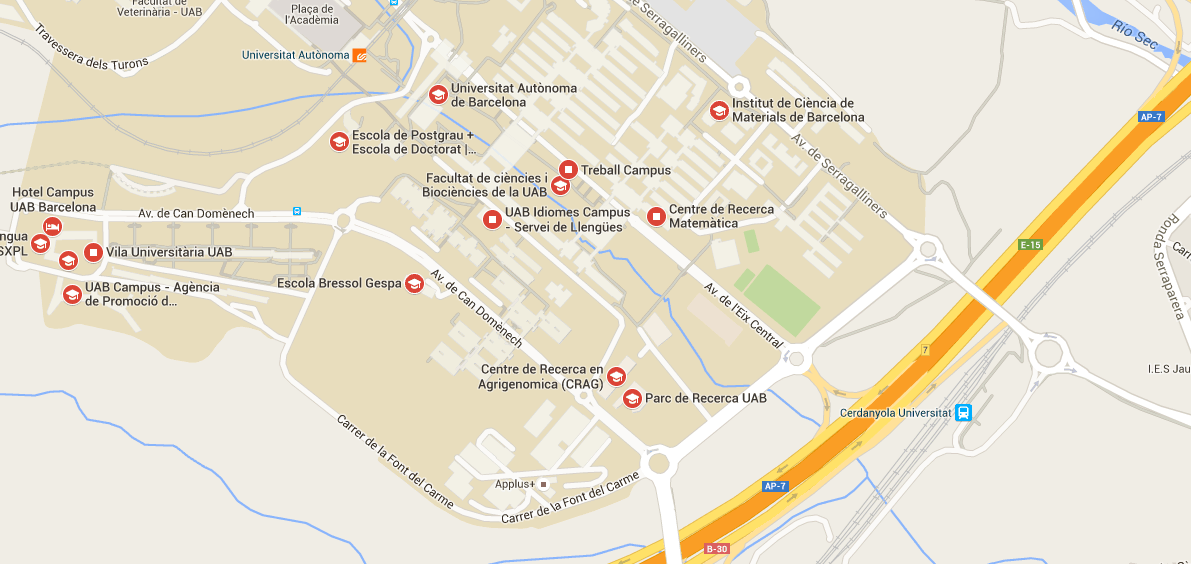 Facultat de
Veterinària - UAB
Plaça de
l'Acadèmia
Travessera dels Turons
Universitat Autònoma
Av. de Serragalliners
Río Sec
Universitat Autònoma
de Barcelona
Institut de Ciència de
Materials de Barcelona
AP-7
Escola de Postgrau +
Escola de Doctorat |...
Av. de Serragalliners
Treball Campus
Facultat de ciències i
Biociències de la UAB
Hotel Campus
UAB Barcelona
Av. de Can Domènech
UAB Idiomes Campus
- Servei de Llengües
Centre de Recerca
Matemàtica
Ronda Serraparera
E-15
SXPL
Vila Universitària UAB
UAB Campus - Agència
de Promoció d...
Escola Bressol Gespa
Av. de Can Domènech
Av. de l'Eix Central
7
Centre de Recerca en
Agrigenomica (CRAG)
I.E.S Jau
Parc de Recerca UAB
Cerdanyola Universitat
Carrer de la Font del Carme
Applus+
Carrer de la Font del Carme
AP-7
B-30